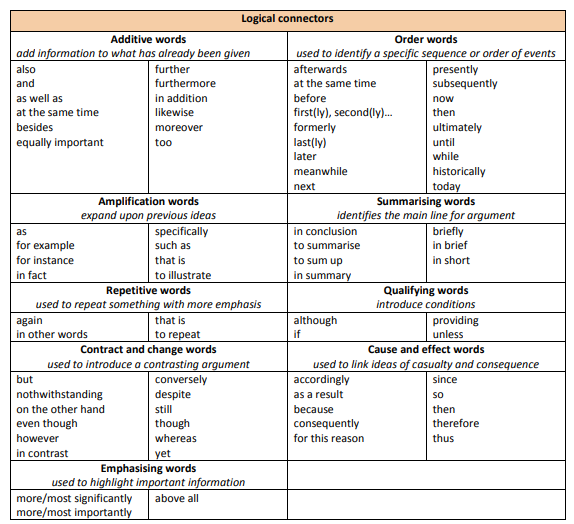 Logical connectors
Additive words
add information to what has already been given
also
and
as well as
at the same time
besides
equally important
further
furthermore
in addition
likewise
moreover
too
Order words
used to identify a specific sequence or order of events
afterwards
at the same time
before
first(ly), second(ly)...
formerly
last(ly)
later
meanwhile
next
presently
subsequently
now
then
ultimately
until
while
historically
today
Amplification words
expand upon previous ideas
as
for example
for instance
in fact
specifically
such as
that is
to illustrate
Summarising words
identifies the main line for argument
in conclusion
to summarise
to sum up
in summary
briefly
in brief
in short
Repetitive words
used to repeat something with more emphasis
again
in other words
that is
to repeat
Qualifying words
introduce conditions
although
if
providing
unless
Contract and change words
used to introduce a contrasting argument
but
nothwithstanding
on the other hand
even though
however
in contrast
conversely
despite
still
though
whereas
yet
Cause and effect words
used to link ideas of casualty and consequence
accordingly
as a result
because
consequently
for this reason
since
so
then
therefore
thus
Emphasising words
used to highlight important information
more/most significantly
more/most importantly
above all